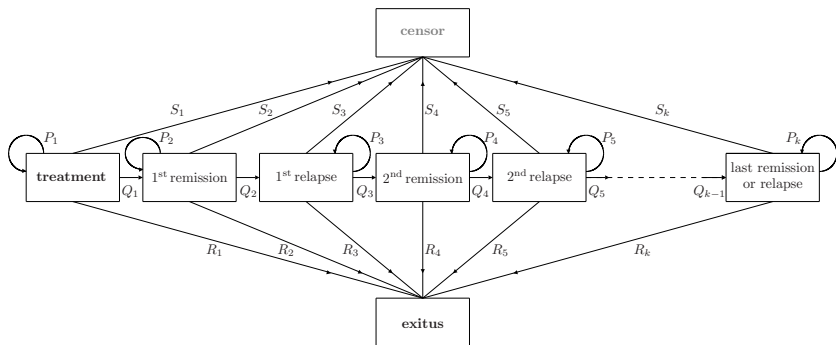 censor
S₁ S₂ S₃ S₄ S₅ Sₖ
P₁ P₂ P₃ P₄ P₅ Pₖ
treatment 1ˢᵗ remission 1ˢᵗ relapse 2ⁿᵈ remission 2ⁿᵈ relapse last remission
or relapse
Q₁ Q₂ Q₃ Q₄ Q₅ Qₖ₋₁
R₁ R₂ R₃ R₄ R₅ Rₖ
exitus